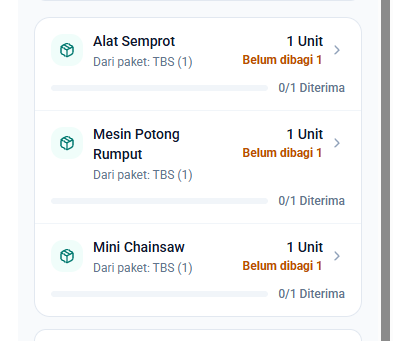 Alat Semprot
1 Unit
Dari paket: TBS (1)
Belum dibagi 1
0/1 Diterima
Mesin Potong
Rumput
1 Unit
Belum dibagi 1
Dari paket: TBS (1)
0/1 Diterima
Mini Chainsaw
1 Unit
Dari paket: TBS (1)
Belum dibagi 1
0/1 Diterima